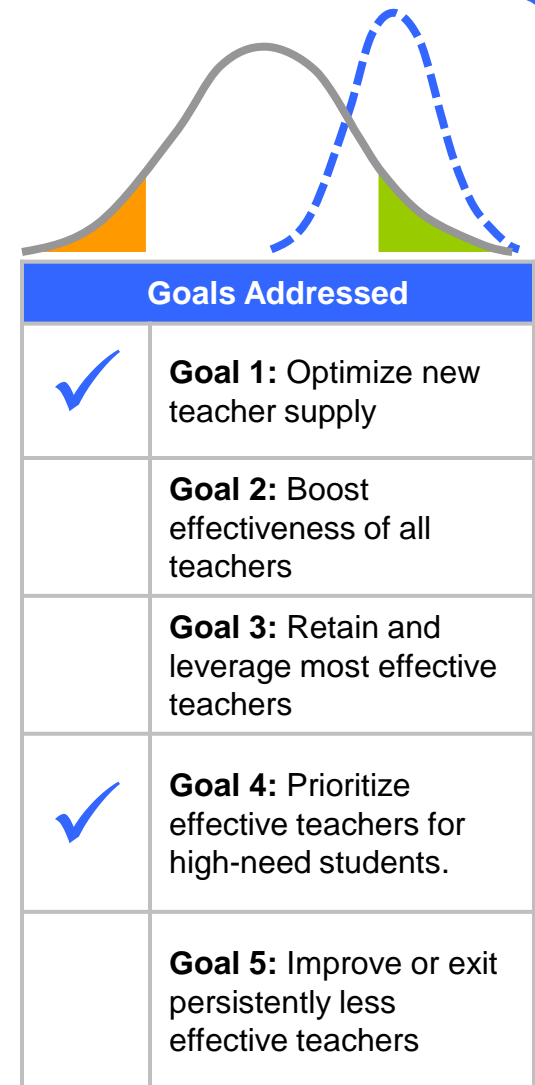 Goals Addressed
Goal 1: Optimize new
teacher supply
Goal 2: Boost
effectiveness of all
teachers
Goal 3: Retain and
leverage most effective
teachers
Goal 4: Prioritize
effective teachers for
high-need students.
Goal 5: Improve or exit
persistently less
effective teachers